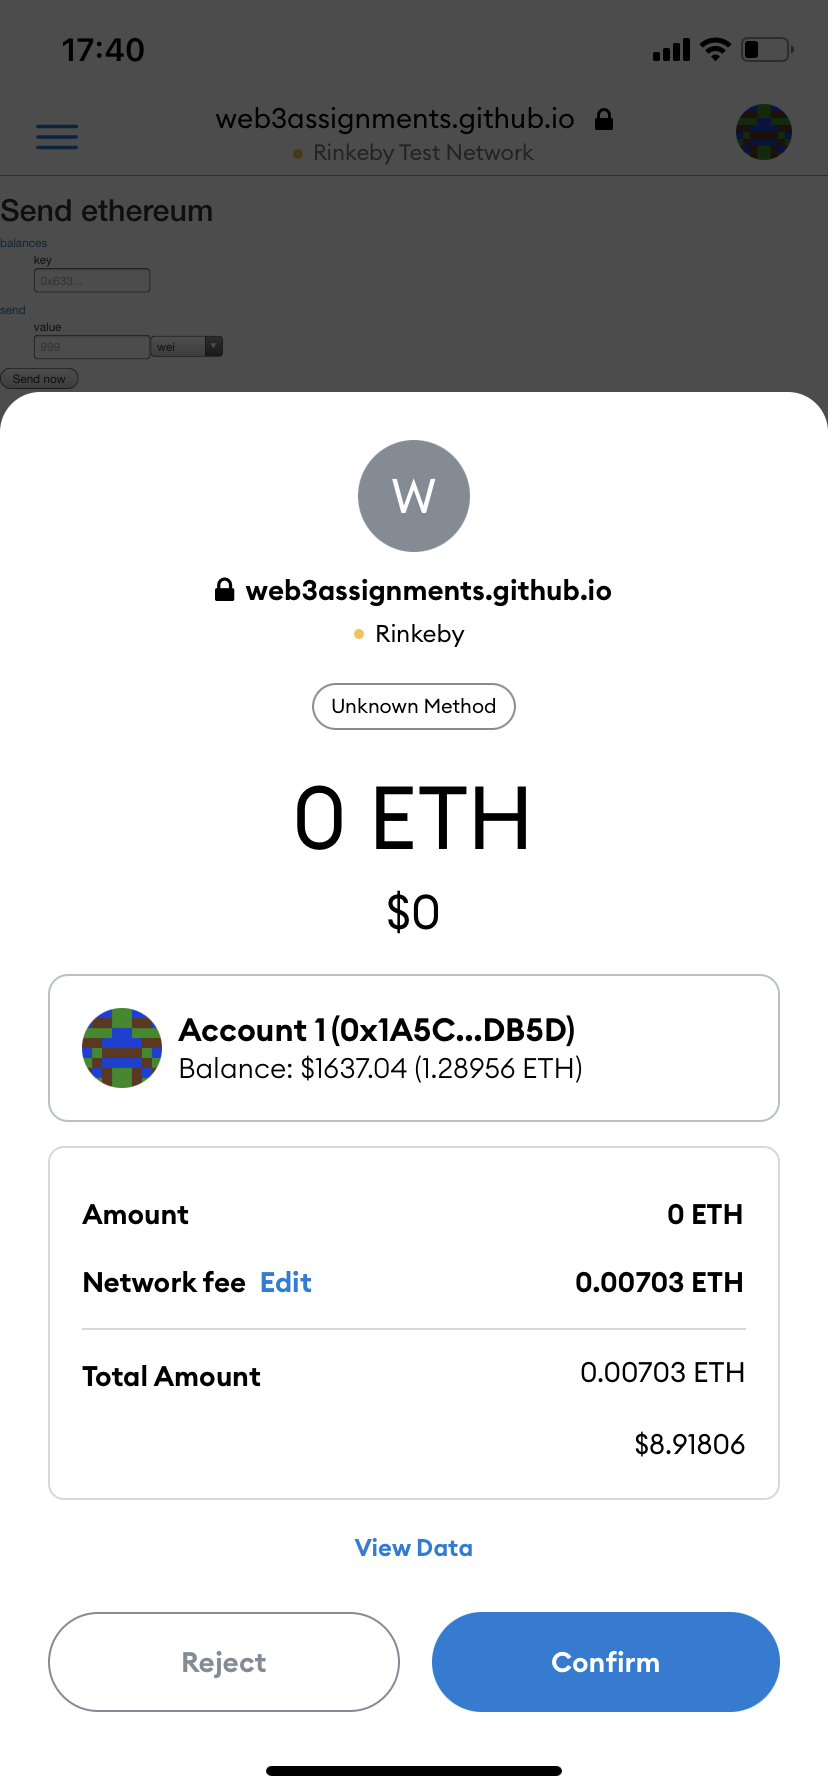 17:40
web3assignments.github.io
Rinkeby Test Network
Send ethereum
balances
key
0x633...
send
value
999 wei
Send now
W
web3assignments.github.io
Rinkeby
Unknown Method
0 ETH
$0
Account 1 (0x1A5C...DB5D)
Balance: $1637.04 (1.28956 ETH)
Amount 0 ETH
Network fee Edit 0.00703 ETH
Total Amount 0.00703 ETH
$8.91806
View Data
Reject Confirm